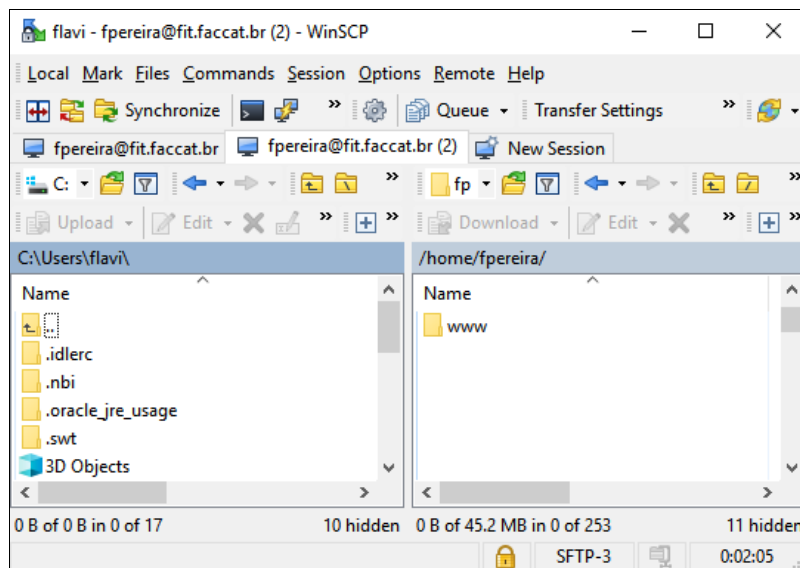 flavi - fpereira@fit.faccat.br (2) - WinSCP
Local Mark Files Commands Session Options Remote Help
Synchronize » Queue Transfer Settings »
fpereira@fit.faccat.br fpereira@fit.faccat.br (2) New Session
C: » fp »
Upload Edit » » Download Edit » »
C:\Users\flavi\ /home/fpereira/
Name Name
.. www
.idlerc
.nbi
.oracle_jre_usage
.swt
3D Objects
0 B of 0 B in 0 of 17 10 hidden 0 B of 45.2 MB in 0 of 253 11 hidden
SFTP-3 0:02:05